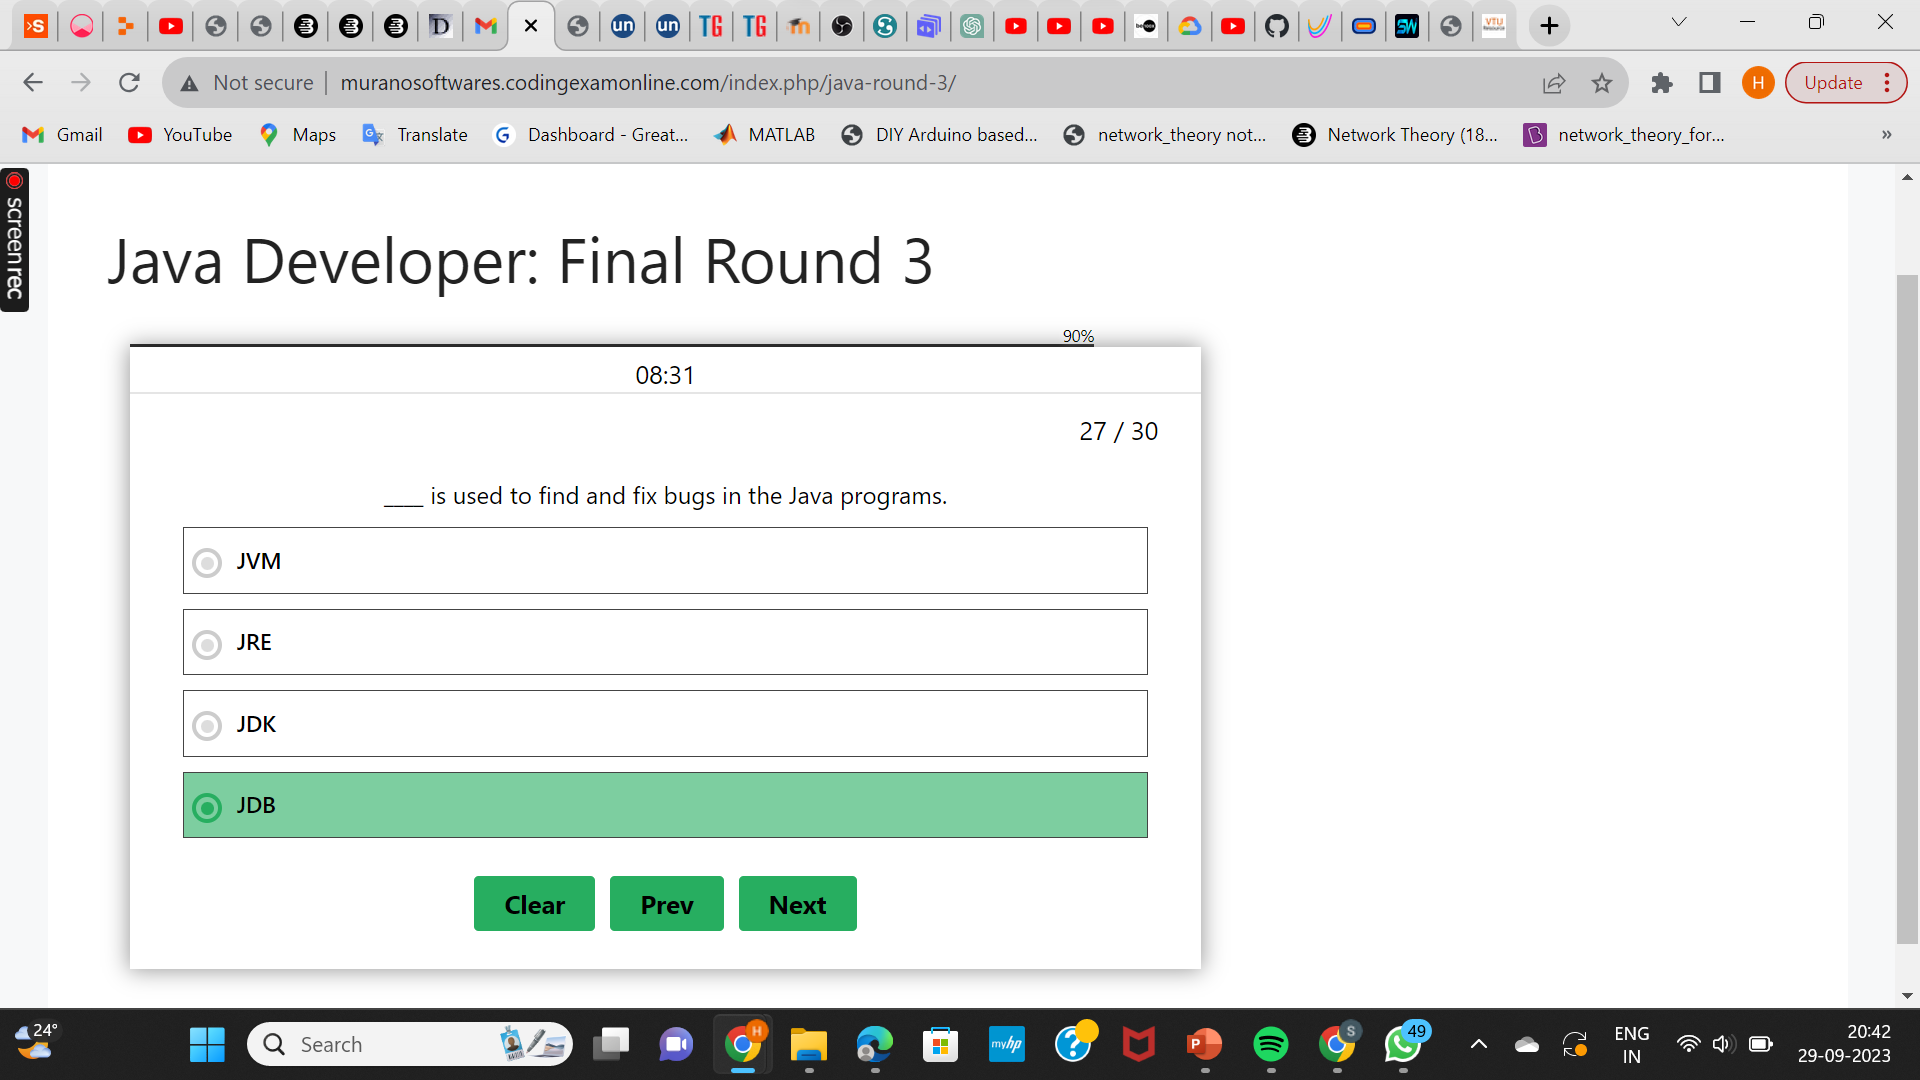 Not secure
muranosoftwares.codingexamonline.com/index.php/java-round-3/
H
Update
Gmail
YouTube
Maps
Translate
Dashboard - Great...
MATLAB
DIY Arduino based...
network_theory not...
Network Theory (18...
network_theory_for...
»
screenrec
Java Developer: Final Round 3
90%
08:31
27 / 30
____ is used to find and fix bugs in the Java programs.
JVM
JRE
JDK
JDB
Clear
Prev
Next
24°
Search
H
myhp
P
S
49
ENG
IN
20:42
29-09-2023